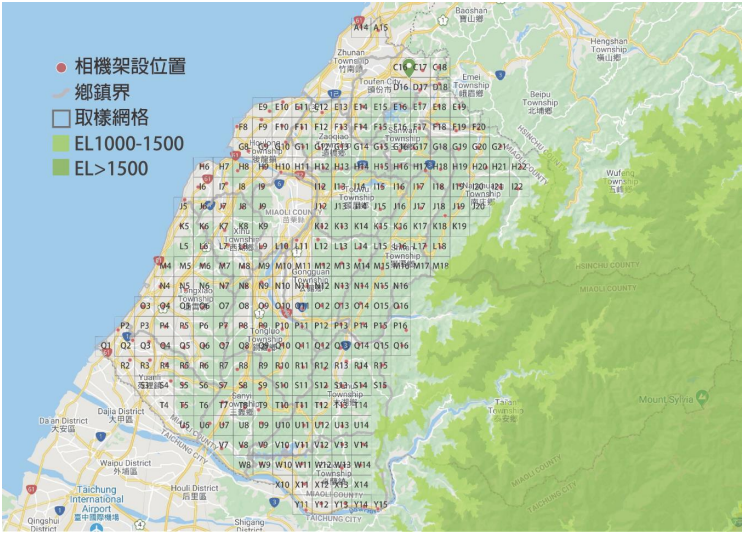 相機架設位置
鄉鎮界
取樣網格
EL1000-1500
EL>1500
Baoshan
寶山鄉
Hengshan
Township
橫山鄉
Zhunan
Township
竹南鎮
Toufen City
頭份市
Emei
Township
峨眉鄉
Beipu
Township
北埔鄉
HSINCHU
MIAOLI COUNTY
Wufeng
Township
五峰鄉
A14 A15
C16 C17 C18
D16 D17 D18
E9 E10 E11 E12 E13 E14 E15 E16 E17 E18 E19
F8 F9 F10 F11 F12 F13 F14 F15 F16 F17 F18 F19 F20
G8 G9 G10 G11 G12 G13 G14 G15 G16 G17 G18 G19 G20 G21
H6 H7 H8 H9 H10 H11 H12 H13 H14 H15 H16 H17 H18 H19 H20 H21 H22
I6 I7 I8 I9 I12 I13 I14 I15 I16 I17 I18 I19 I20 I21 I22
MIAOLI COUNTY
苗栗縣
J5 J6 J7 J8 J9 J12 J13 J14 J15 J16 J17 J18 J19 J20
K5 K6 K7 K8 K9 K12 K13 K14 K15 K16 K17 K18 K19
Xihu
Township
L5 L6 L7 L8 L9 L10 L11 L12 L13 L14 L15 L16 L17 L18
M4 M5 M6 M7 M8 M9 M10 M11 M12 M13 M14 M15 M16 M17 M18
HSINCHU COUNTY
MIAOLI COUNTY
Gongguan
Township
N4 N5 N6 N7 N8 N9 N10 N11 N12 N13 N14 N15 N16
Tongxiao
Township
O3 O4 O5 O6 O7 O8 O9 O10 O11 O12 O13 O14 O15 O16
P2 P3 P4 P5 P6 P7 P8 P9 P10 P11 P12 P13 P14 P15 P16
Tongluo
Township
Q1 Q2 Q3 Q4 Q5 Q6 Q7 Q8 Q9 Q10 Q11 Q12 Q13 Q14 Q15 Q16
R2 R3 R4 R5 R6 R7 R8 R9 R10 R11 R12 R13 R14 R15
S3 S4 S5 S6 S7 S8 S9 S10 S11 S12 S13 S14 S15
Sanyi
Township
三義鄉
T4 T5 T6 T7 T8 T9 T10 T11 T12 T13 T14
Tai'an
Township
泰安鄉
Mount Sylvia
Dajia District
大甲區
Da'an District
大安區
U5 U6 U7 U8 U9 U10 U11 U12 U13 U14
MIAOLI COUNTY
TAICHUNG CITY
V7 V8 V9 V10 V11 V12 V13 V14
Waipu District
外埔區
W8 W9 W10 W11 W12 W13 W14
Houli District
后里區
X10 X11 X12 X13 X14
MIAOLI COUNTY
TAICHUNG CITY
Y11 Y12 Y13 Y14 Y15
TAICHUNG CITY
Taichung
International
Airport
臺中國際機場
Qingshui
District
Shigang
District